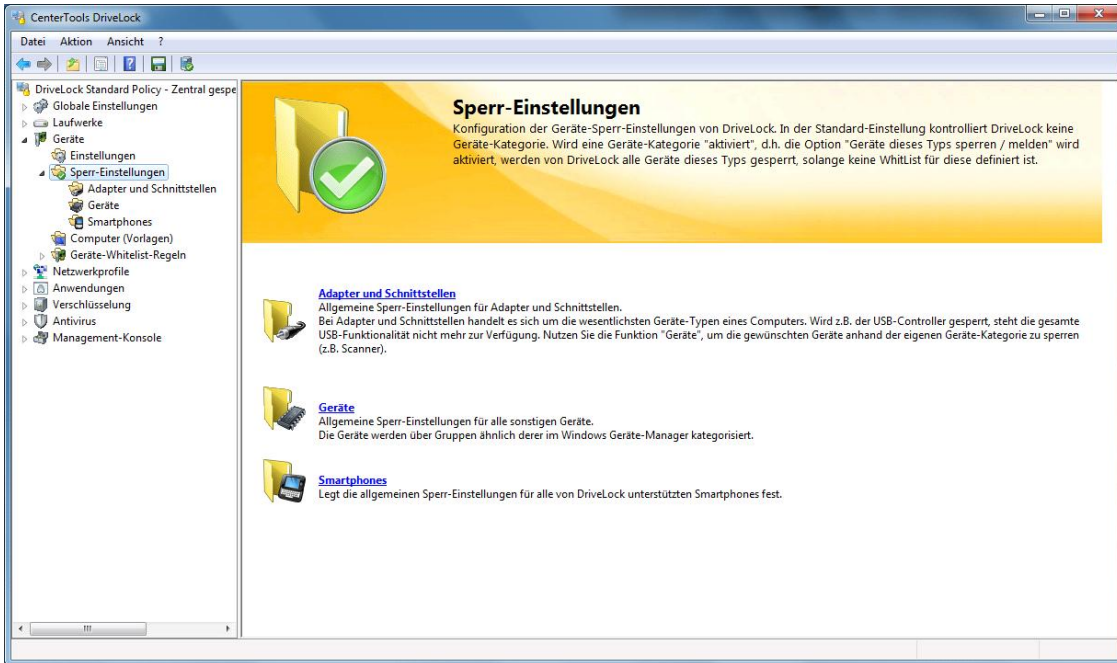 CenterTools DriveLock
Datei Aktion Ansicht ?
DriveLock Standard Policy - Zentral gespe
Globale Einstellungen
Laufwerke
Geräte
Einstellungen
Sperr-Einstellungen
Adapter und Schnittstellen
Geräte
Smartphones
Computer (Vorlagen)
Geräte-Whitelist-Regeln
Netzwerkprofile
Anwendungen
Verschlüsselung
Antivirus
Management-Konsole
Sperr-Einstellungen
Konfiguration der Geräte-Sperr-Einstellungen von DriveLock. In der Standard-Einstellung kontrolliert DriveLock keine
Geräte-Kategorie. Wird eine Geräte-Kategorie "aktiviert", d.h. die Option "Geräte dieses Typs sperren / melden" wird
aktiviert, werden von DriveLock alle Geräte dieses Typs gesperrt, solange keine WhitList für diese definiert ist.
Adapter und Schnittstellen
Allgemeine Sperr-Einstellungen für Adapter und Schnittstellen.
Bei Adapter und Schnittstellen handelt es sich um die wesentlichsten Geräte-Typen eines Computers. Wird z.B. der USB-Controller gesperrt, steht die gesamte
USB-Funktionalität nicht mehr zur Verfügung. Nutzen Sie die Funktion "Geräte", um die gewünschten Geräte anhand der eigenen Geräte-Kategorie zu sperren
(z.B. Scanner).
Geräte
Allgemeine Sperr-Einstellungen für alle sonstigen Geräte.
Die Geräte werden über Gruppen ähnlich derer im Windows Geräte-Manager kategorisiert.
Smartphones
Legt die allgemeinen Sperr-Einstellungen für alle von DriveLock unterstützten Smartphones fest.